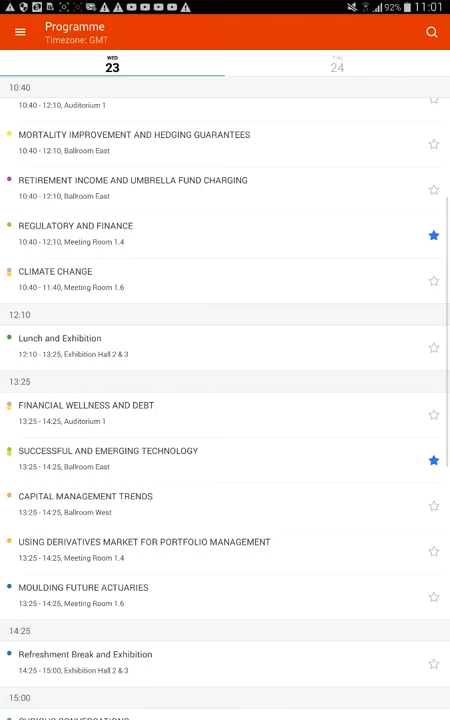 92% 11:01
Programme
Timezone: GMT
WED
23
THU
24
10:40
10:40 - 12:10, Auditorium 1
MORTALITY IMPROVEMENT AND HEDGING GUARANTEES
10:40 - 12:10, Ballroom East
RETIREMENT INCOME AND UMBRELLA FUND CHARGING
10:40 - 12:10, Ballroom East
REGULATORY AND FINANCE
10:40 - 12:10, Meeting Room 1.4
CLIMATE CHANGE
10:40 - 11:40, Meeting Room 1.6
12:10
Lunch and Exhibition
12:10 - 13:25, Exhibition Hall 2 & 3
13:25
FINANCIAL WELLNESS AND DEBT
13:25 - 14:25, Auditorium 1
SUCCESSFUL AND EMERGING TECHNOLOGY
13:25 - 14:25, Ballroom East
CAPITAL MANAGEMENT TRENDS
13:25 - 14:25, Ballroom West
USING DERIVATIVES MARKET FOR PORTFOLIO MANAGEMENT
13:25 - 14:25, Meeting Room 1.4
MOULDING FUTURE ACTUARIES
13:25 - 14:25, Meeting Room 1.6
14:25
Refreshment Break and Exhibition
14:25 - 15:00, Exhibition Hall 2 & 3
15:00
CURIOUS CONVERSATIONS